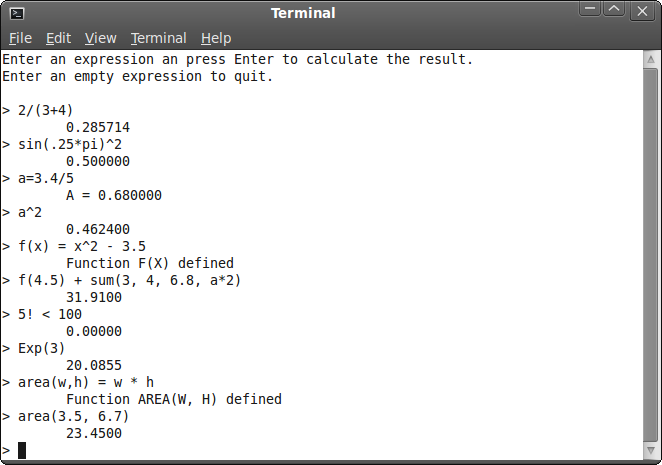 Terminal
File Edit View Terminal Help
Enter an expression an press Enter to calculate the result.
Enter an empty expression to quit.
> 2/(3+4)
0.285714
> sin(.25*pi)^2
0.500000
> a=3.4/5
A = 0.680000
> a^2
0.462400
> f(x) = x^2 - 3.5
Function F(X) defined
> f(4.5) + sum(3, 4, 6.8, a*2)
31.9100
> 5! < 100
0.00000
> Exp(3)
20.0855
> area(w,h) = w * h
Function AREA(W, H) defined
> area(3.5, 6.7)
23.4500
>